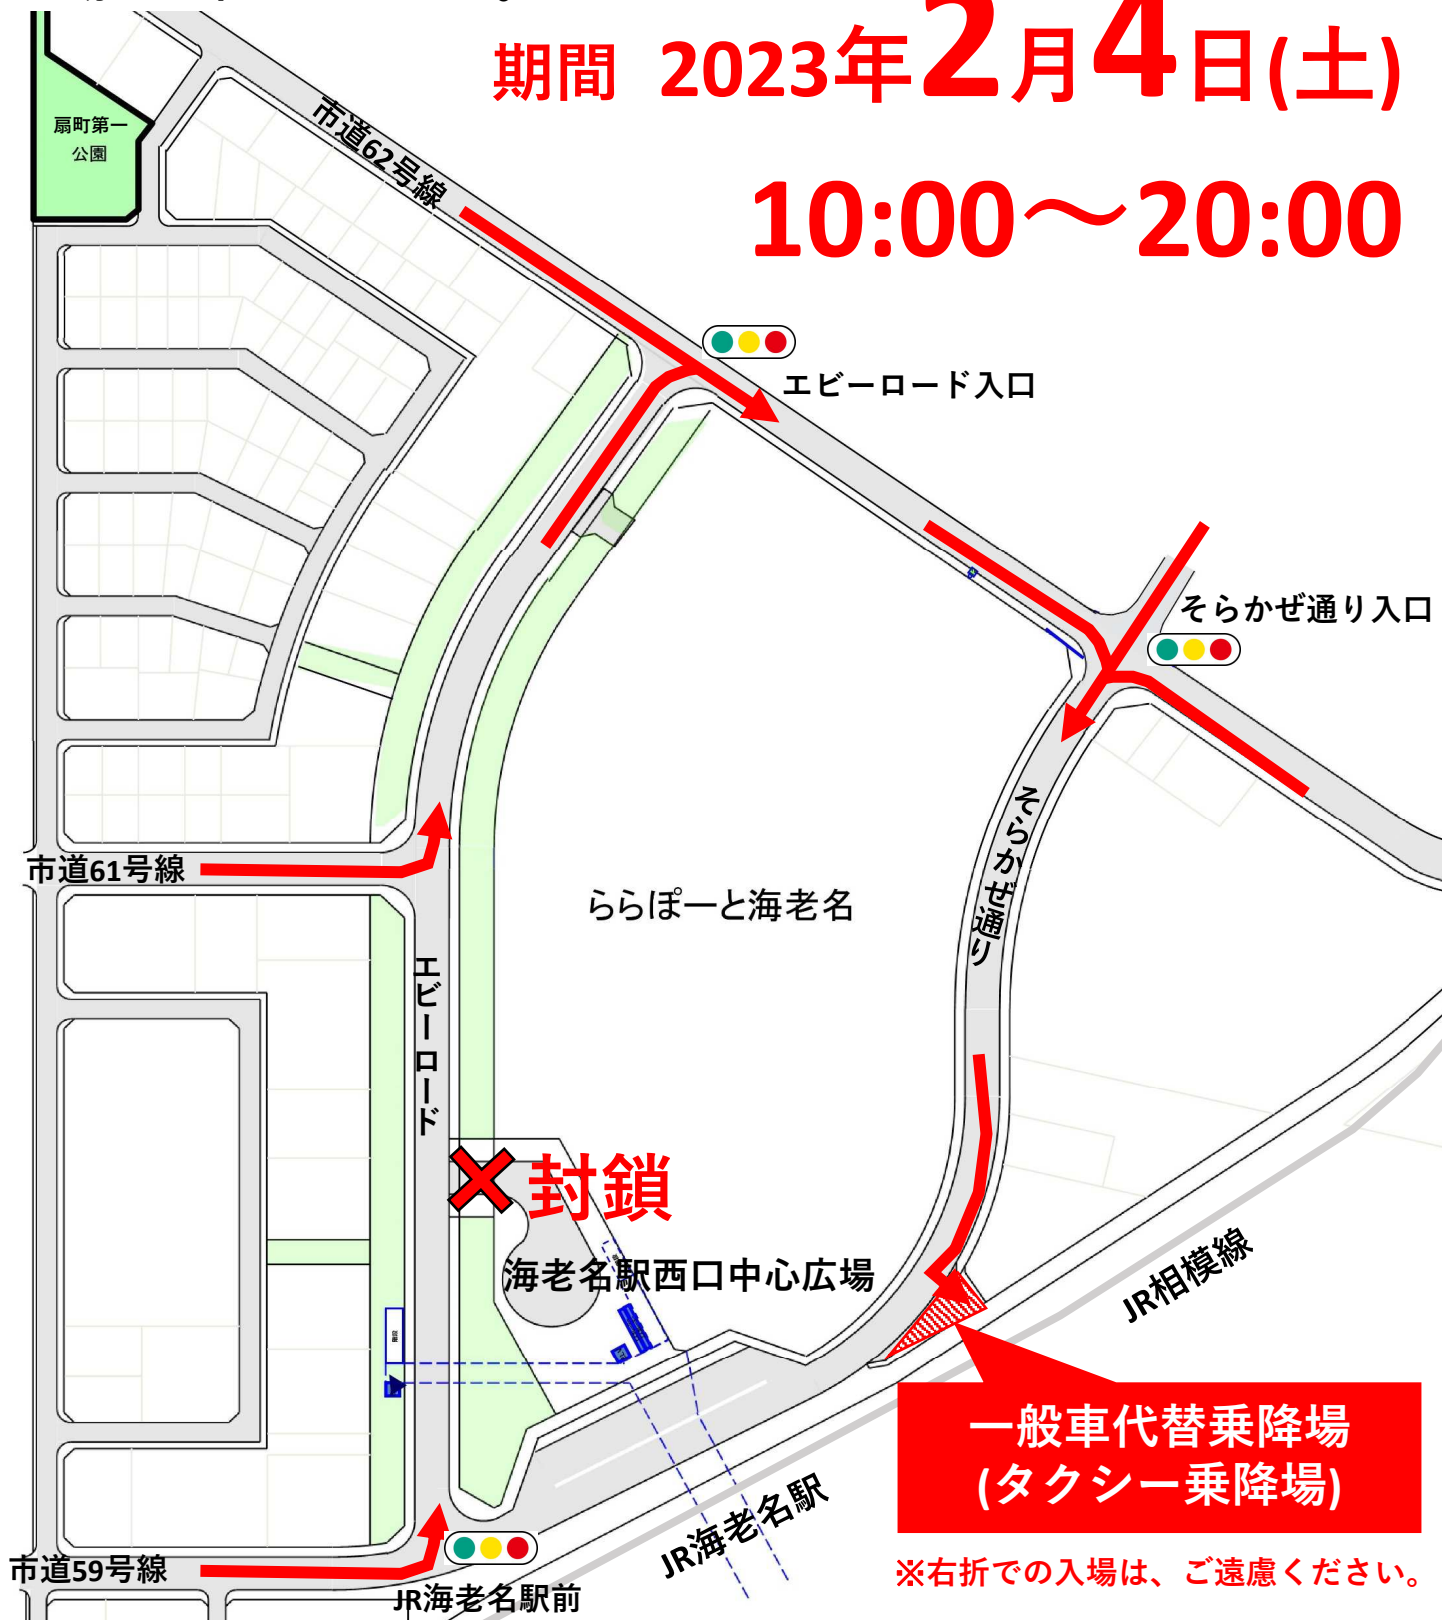 期間 2023年2月4日(土)
10:00～20:00
扇町第一
公園
市道62号線
エビーロード入口
そらかぜ通り入口
そらかぜ通り
市道61号線
ららぽーと海老名
エビーロード
封鎖
海老名駅西口中心広場
JR相模線
一般車代替乗降場
(タクシー乗降場)
JR海老名駅
市道59号線
※右折での入場は、ご遠慮ください。
JR海老名駅前